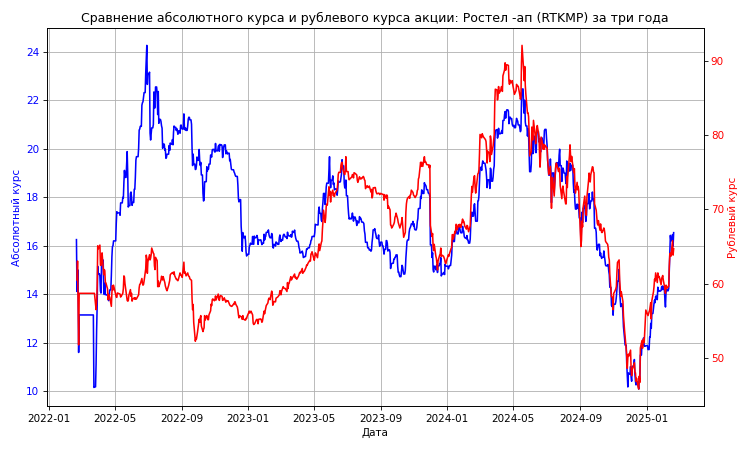 Сравнение абсолютного курса и рублевого курса акции: Ростел -ап (RTKMP) за три года
24
22
20
18
16
14
12
10
Абсолютный курс
90
80
70
60
50
Рублевый курс
2022-01 2022-05 2022-09 2023-01 2023-05 2023-09 2024-01 2024-05 2024-09 2025-01
Дата